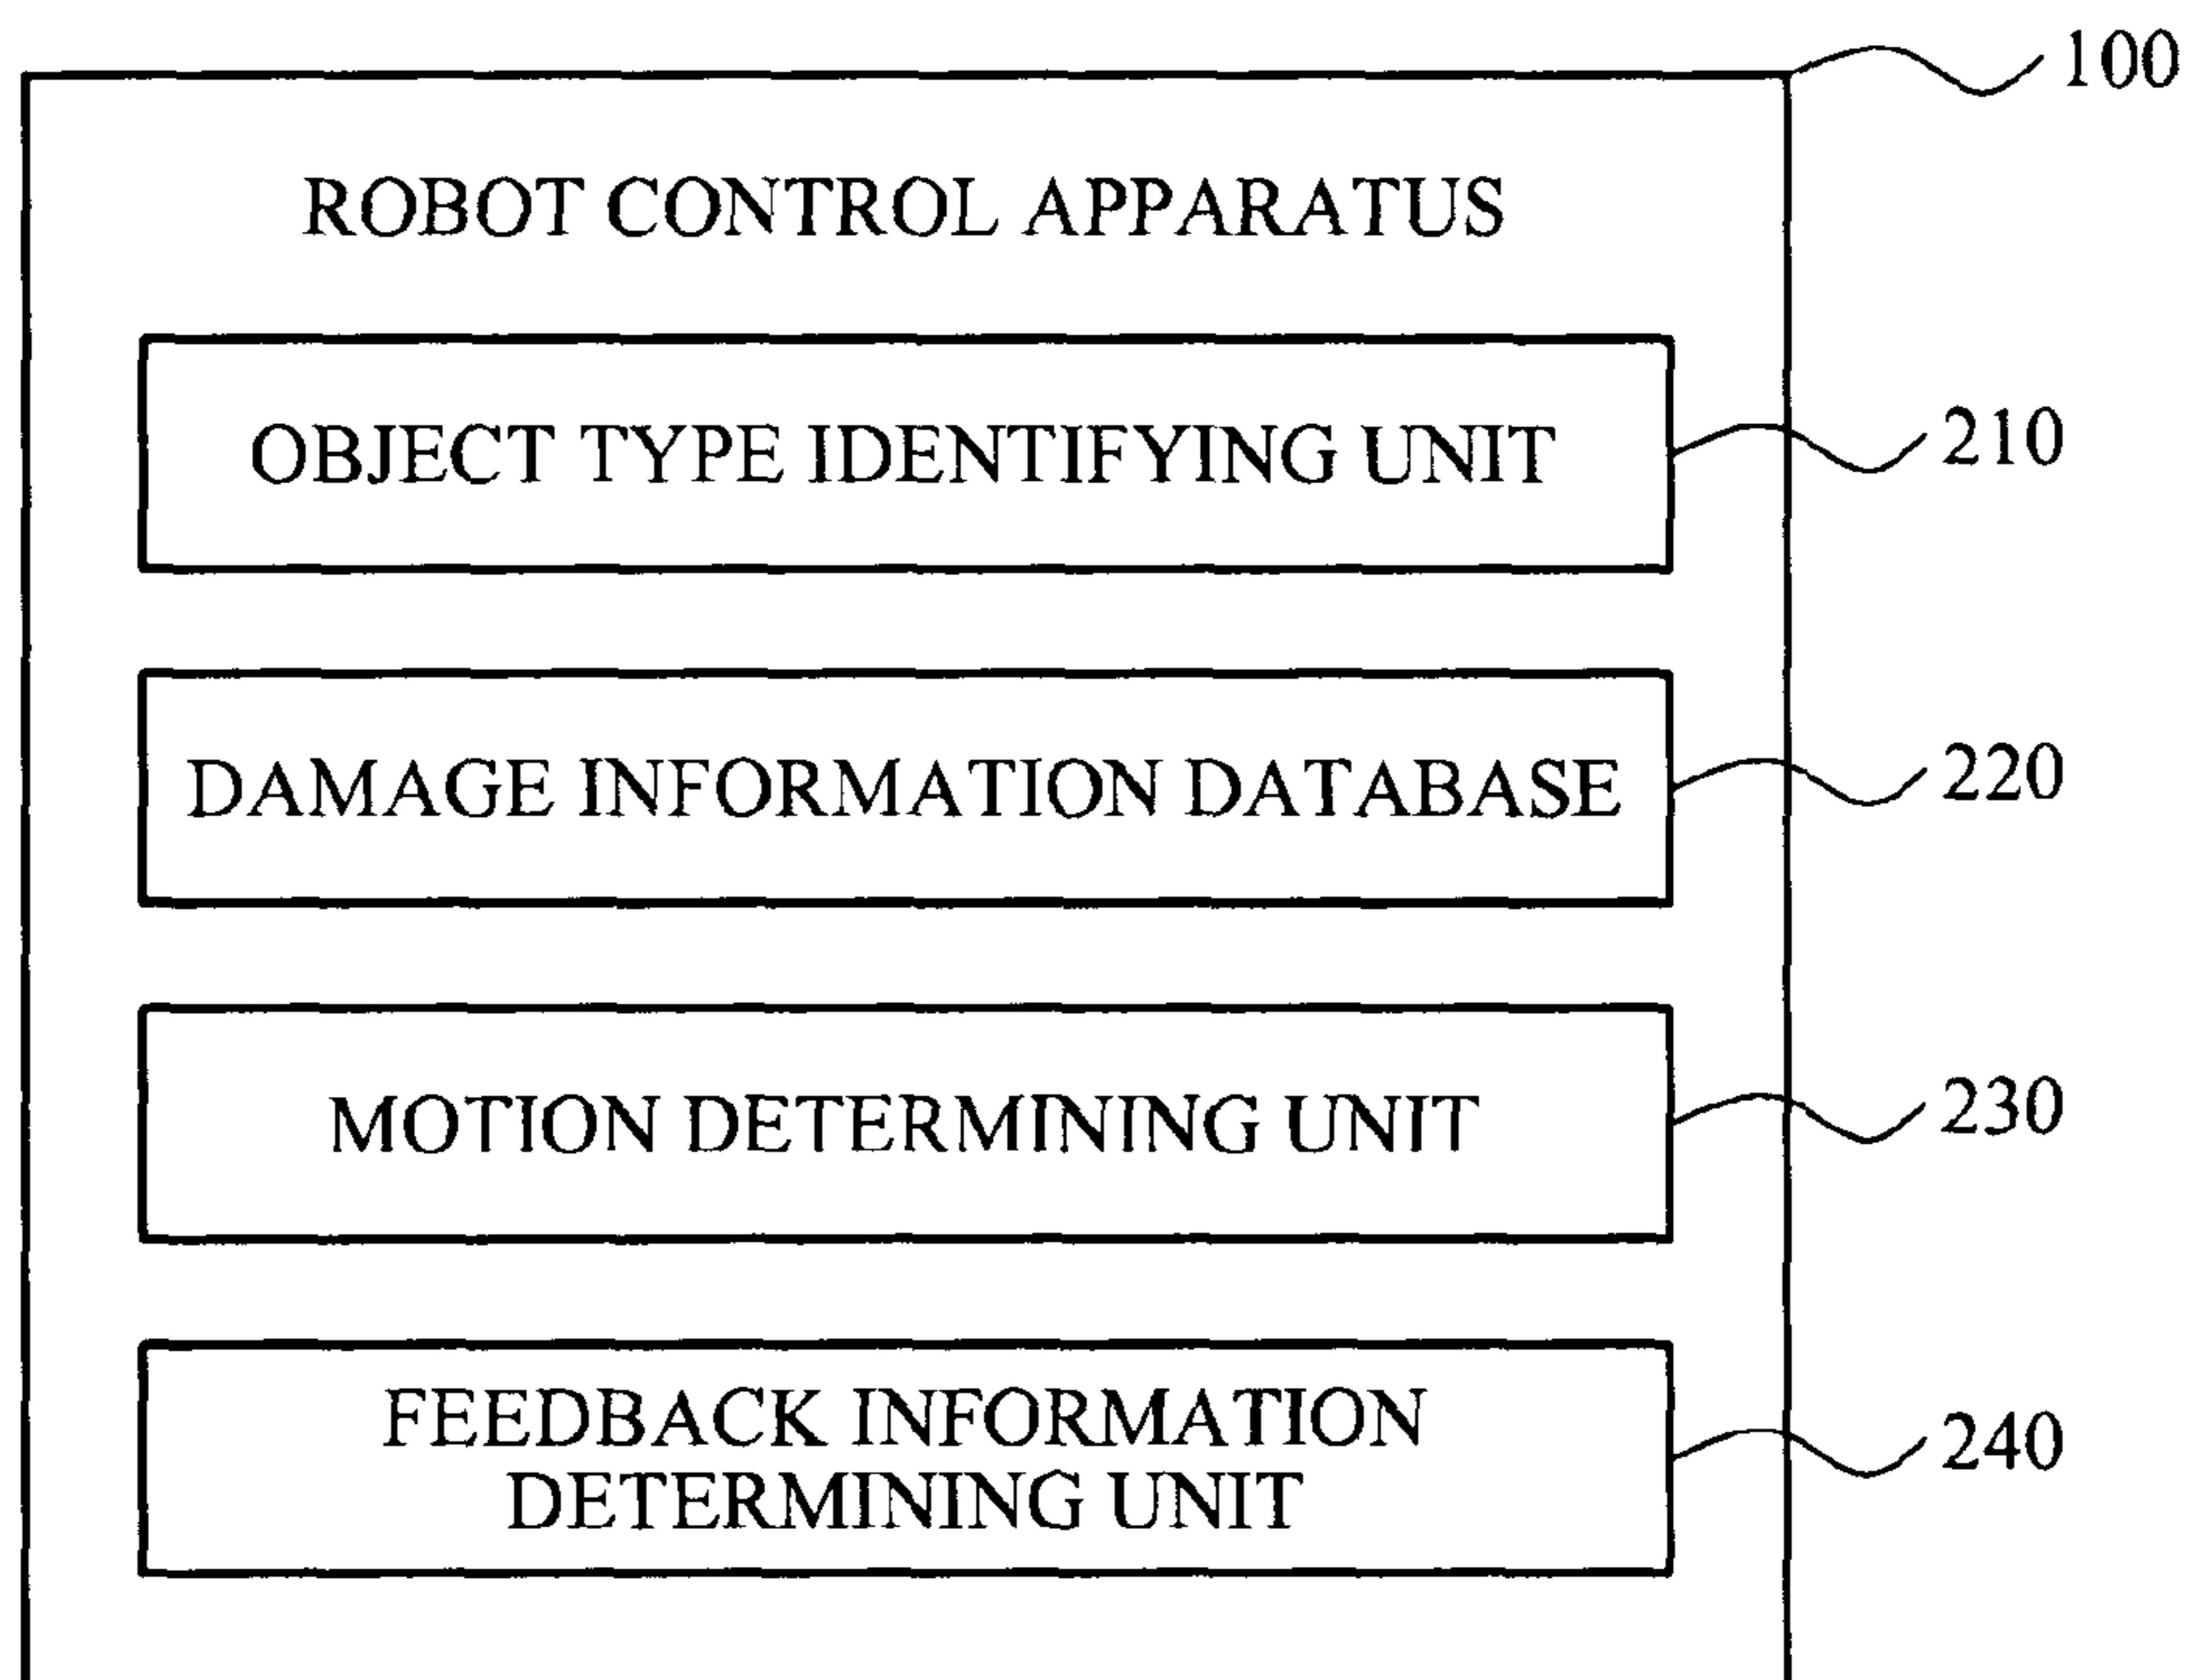 100
ROBOT CONTROL APPARATUS
OBJECT TYPE IDENTIFYING UNIT
210
DAMAGE INFORMATION DATABASE
220
MOTION DETERMINING UNIT
230
FEEDBACK INFORMATION
DETERMINING UNIT
240